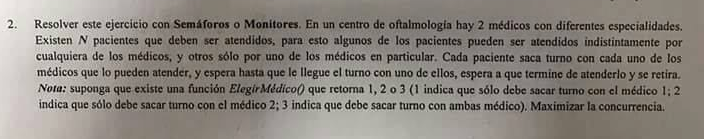 2. Resolver este ejercicio con Semáforos o Monitores. En un centro de oftalmología hay 2 médicos con diferentes especialidades.
Existen N pacientes que deben ser atendidos, para esto algunos de los pacientes pueden ser atendidos indistintamente por
cualquiera de los médicos, y otros sólo por uno de los médicos en particular. Cada paciente saca turno con cada uno de los
médicos que lo pueden atender, y espera hasta que le llegue el turno con uno de ellos, espera a que termine de atenderlo y se retira.
Nota: suponga que existe una función ElegirMédico() que retorna 1, 2 o 3 (1 indica que sólo debe sacar turno con el médico 1; 2
indica que sólo debe sacar turno con el médico 2; 3 indica que debe sacar turno con ambas médico). Maximizar la concurrencia.